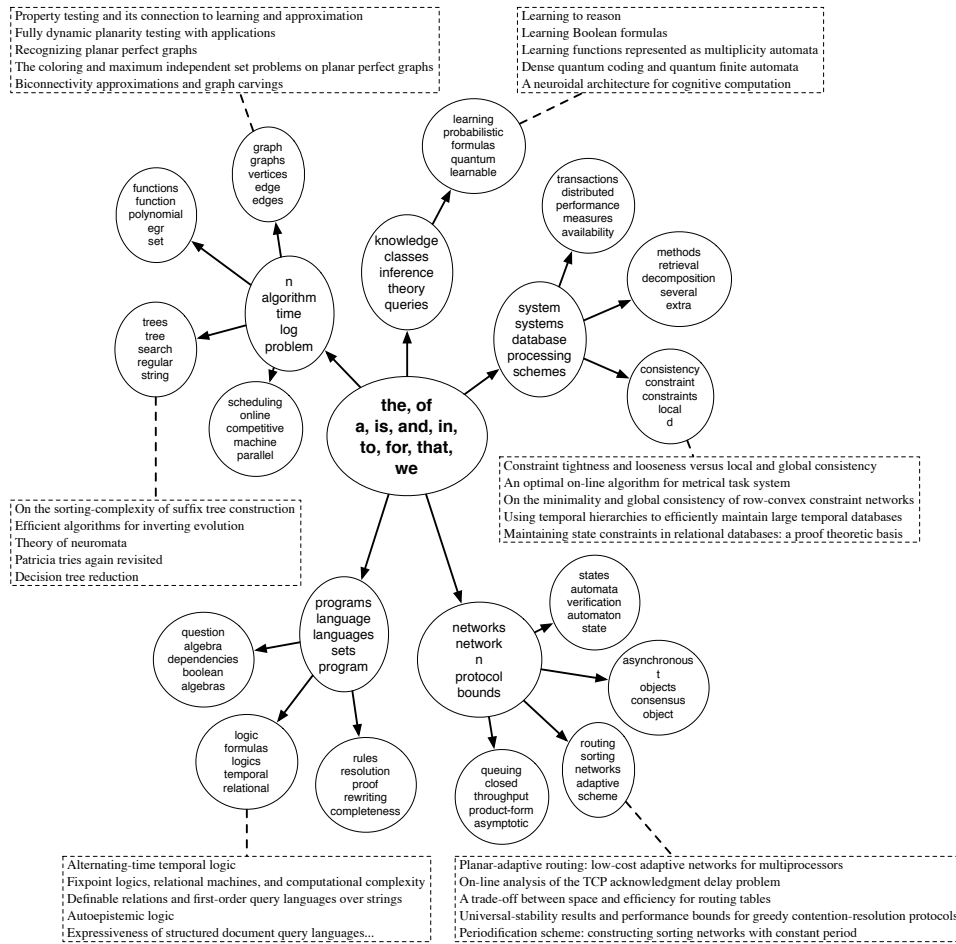 Property testing and its connection to learning and approximation
Fully dynamic planarity testing with applications
Recognizing planar perfect graphs
The coloring and maximum independent set problems on planar perfect graphs
Biconnectivity approximations and graph carvings
Learning to reason
Learning Boolean formulas
Learning functions represented as multiplicity automata
Dense quantum coding and quantum finite automata
A neuroidal architecture for cognitive computation
graph
graphs
vertices
edge
edges
learning
probabilistic
formulas
quantum
learnable
functions
function
polynomial
egr
set
transactions
distributed
performance
measures
availability
knowledge
classes
inference
theory
queries
methods
retrieval
decomposition
several
extra
n
algorithm
time
log
problem
system
systems
database
processing
schemes
trees
tree
search
regular
string
consistency
constraint
constraints
local
d
scheduling
online
competitive
machine
parallel
the, of
a, is, and, in,
to, for, that,
we
Constraint tightness and looseness versus local and global consistency
An optimal on-line algorithm for metrical task system
On the minimality and global consistency of row-convex constraint networks
Using temporal hierarchies to efficiently maintain large temporal databases
Maintaining state constraints in relational databases: a proof theoretic basis
On the sorting-complexity of suffix tree construction
Efficient algorithms for inverting evolution
Theory of neuromata
Patricia tries again revisited
Decision tree reduction
programs
language
languages
sets
program
networks
network
n
protocol
bounds
states
automata
verification
automaton
state
question
algebra
dependencies
boolean
algebras
asynchronous
t
objects
consensus
object
logic
formulas
logics
temporal
relational
rules
resolution
proof
rewriting
completeness
queuing
closed
throughput
product-form
asymptotic
routing
sorting
networks
adaptive
scheme
Alternating-time temporal logic
Fixpoint logics, relational machines, and computational complexity
Definable relations and first-order query languages over strings
Autoepistemic logic
Expressiveness of structured document query languages...
Planar-adaptive routing: low-cost adaptive networks for multiprocessors
On-line analysis of the TCP acknowledgment delay problem
A trade-off between space and efficiency for routing tables
Universal-stability results and performance bounds for greedy contention-resolution protocols
Periodification scheme: constructing sorting networks with constant period